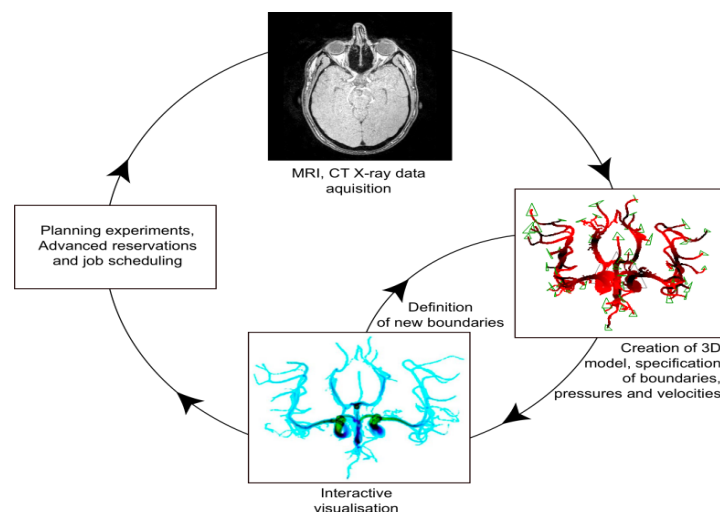 MRI, CT X-ray data
aquisition
Planning experiments,
Advanced reservations
and job scheduling
Definition
of new boundaries
Creation of 3D
model, specification
of boundaries,
pressures and velocities
Interactive
visualisation